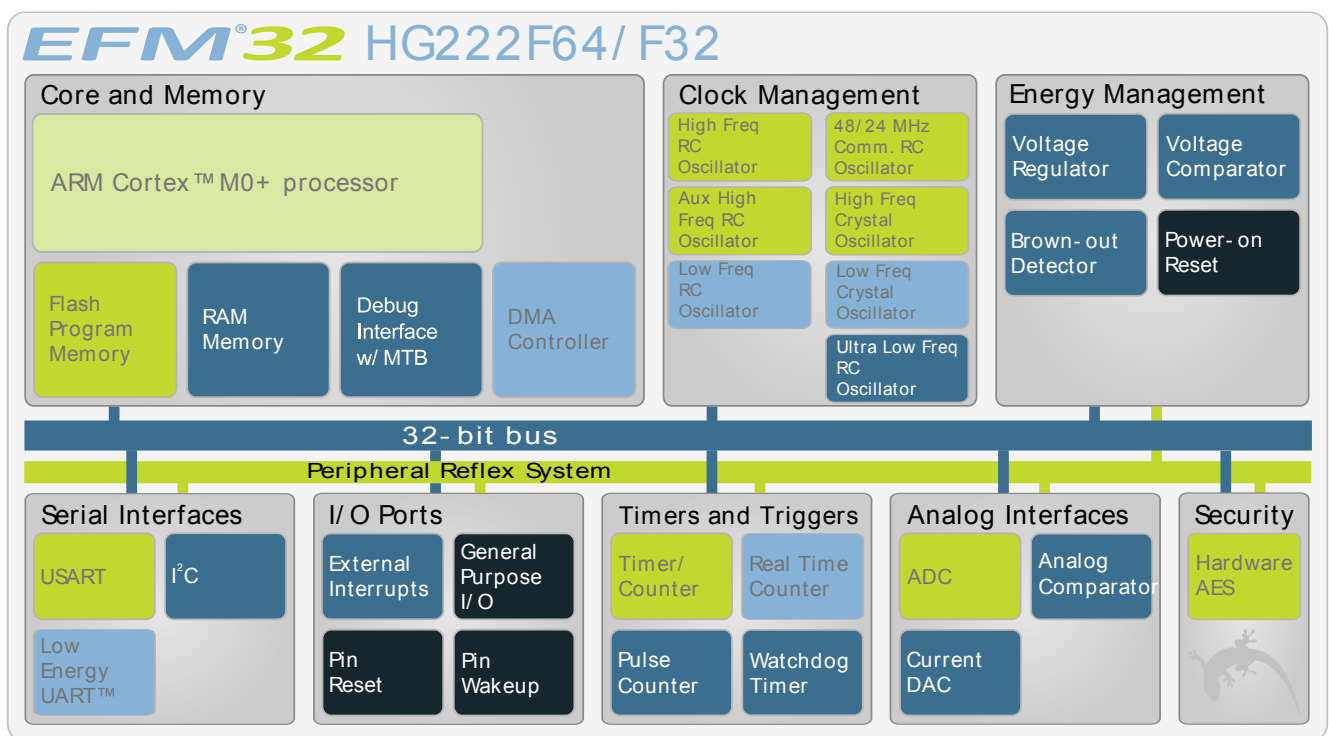 EFM®32 HG222F64/F32
Core and Memory
ARM Cortex™ M0+ processor
Flash
Program
Memory
RAM
Memory
Debug
Interface
w/ MTB
DMA
Controller
Clock Management
High Freq
RC
Oscillator
48/24 MHz
Comm. RC
Oscillator
Aux High
Freq RC
Oscillator
High Freq
Crystal
Oscillator
Low Freq
RC
Oscillator
Low Freq
Crystal
Oscillator
Ultra Low Freq
RC
Oscillator
Energy Management
Voltage
Regulator
Voltage
Comparator
Brown-out
Detector
Power-on
Reset
32-bit bus
Peripheral Reflex System
Serial Interfaces
USART
I²C
Low
Energy
UART™
I/O Ports
External
Interrupts
General
Purpose
I/O
Pin
Reset
Pin
Wakeup
Timers and Triggers
Timer/
Counter
Real Time
Counter
Pulse
Counter
Watchdog
Timer
Analog Interfaces
ADC
Analog
Comparator
Current
DAC
Security
Hardware
AES